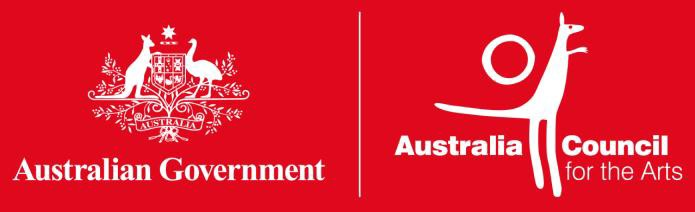 AUSTRALIA
Australian Government
Australia Council
for the Arts